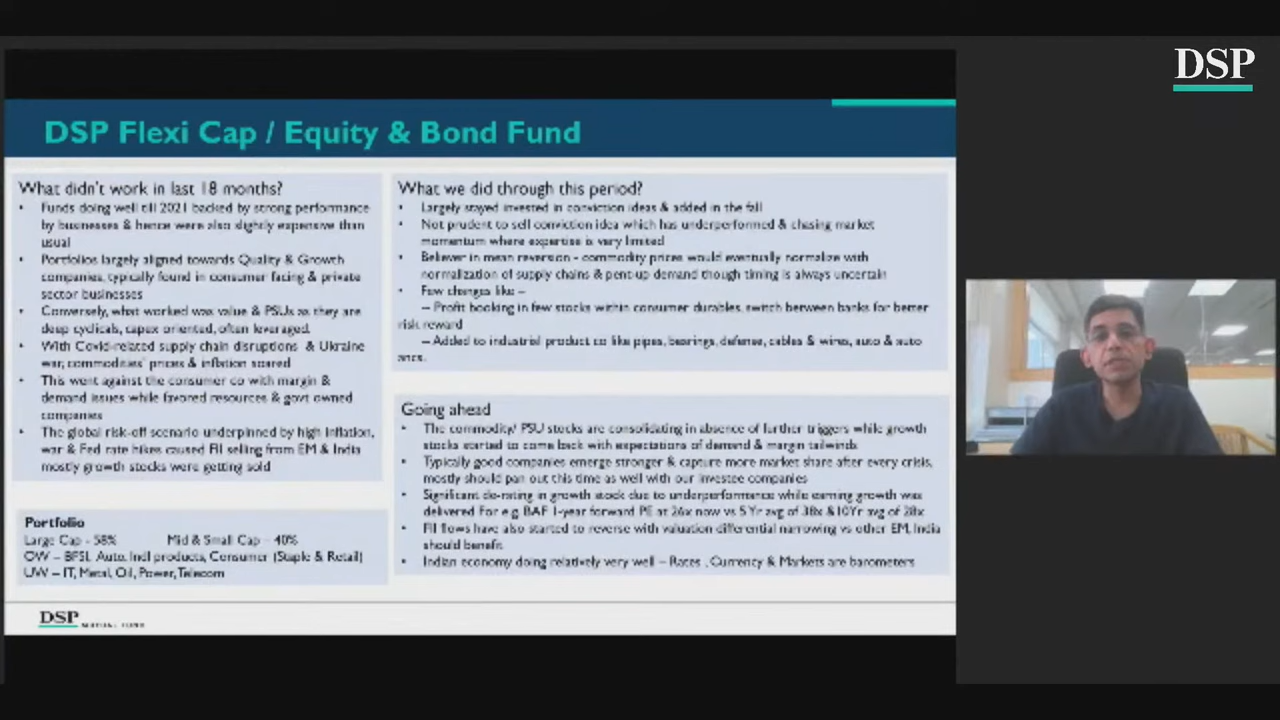 DSP
DSP Flexi Cap / Equity & Bond Fund
What didn't work in last 18 months?
• Funds doing well till 2021 backed by strong performance
by businesses & hence were also slightly expensive than
usual
• Portfolios largely aligned towards Quality & Growth
companies, typically found in consumer facing & private
sector businesses
• Conversely, what worked was value & PSUs as they are
deep cyclicals, capex oriented, often leveraged.
• With Covid-related supply chain disruptions & Ukraine
war, commodities' prices & inflation soared
• This went against the consumer co with margin &
demand issues while favored resources & govt owned
companies
• The global risk-off scenario underpinned by high inflation,
war & Fed rate hikes caused FII selling from EM & India
mostly growth stocks were getting sold
Portfolio
Large Cap - 58% Mid & Small Cap - 40%
OW – BFSI, Auto, Indl products, Consumer (Staple & Retail)
UW – IT, Metal, Oil, Power, Telecom
What we did through this period?
• Largely stayed invested in conviction ideas & added in the fall
• Not prudent to sell conviction idea which has underperformed & chasing market
momentum where expertise is very limited
• Believer in mean reversion - commodity prices would eventually normalize with
normalization of supply chains & pent-up demand though timing is always uncertain
• Few changes like –
– Profit booking in few stocks within consumer durables, switch between banks for better
risk reward
– Added to industrial product co like pipes, bearings, defense, cables & wires, auto & auto
ancs.
Going ahead
• The commodity/ PSU stocks are consolidating in absence of further triggers while growth
stocks started to come back with expectations of demand & margin tailwinds
• Typically good companies emerge stronger & capture more market share after every crisis,
mostly should pan out this time as well with our investee companies
• Significant de-rating in growth stock due to underperformance while earning growth was
delivered. For e.g. BAF 1-year forward PE at 26x now vs 5 Yr avg of 38x & 10Yr avg of 28x
• FII flows have also started to reverse with valuation differential narrowing vs other EM, India
should benefit
• Indian economy doing relatively very well – Rates , Currency & Markets are barometers
DSP
MUTUAL FUND